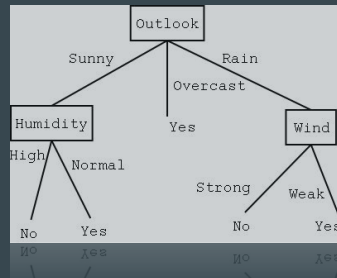 Outlook
Sunny
Rain
Overcast
Humidity
Yes
Wind
High
Normal
Strong
Weak
No
Yes
No
Yes